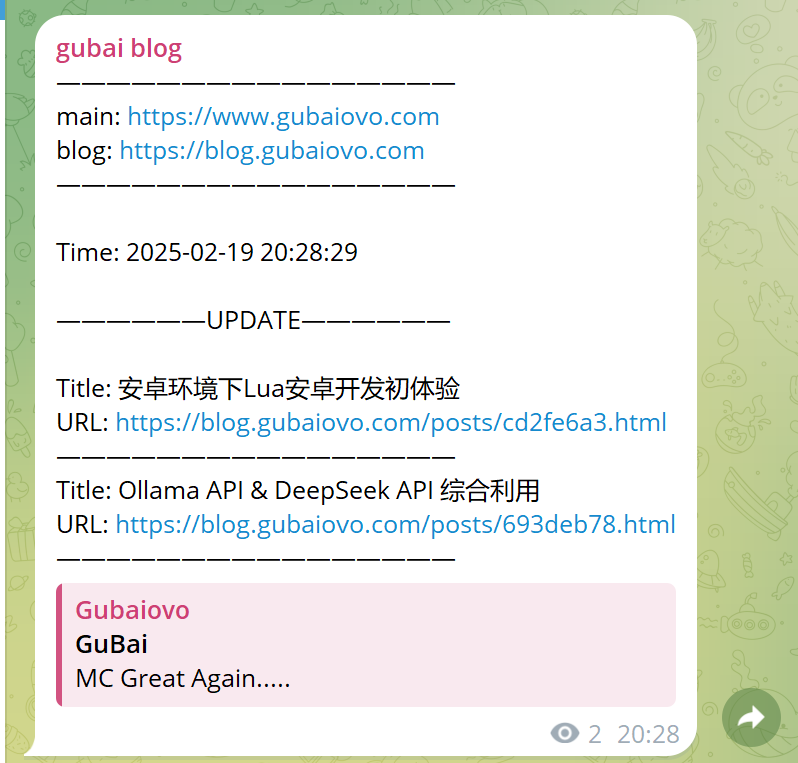 gubai blog
————————————————
main: https://www.gubaiovo.com
blog: https://blog.gubaiovo.com
————————————————
Time: 2025-02-19 20:28:29
——————UPDATE——————
Title: 安卓环境下Lua安卓开发初体验
URL: https://blog.gubaiovo.com/posts/cd2fe6a3.html
————————————————
Title: Ollama API & DeepSeek API 综合利用
URL: https://blog.gubaiovo.com/posts/693deb78.html
————————————————
Gubaiovo
GuBai
MC Great Again.....
2 20:28